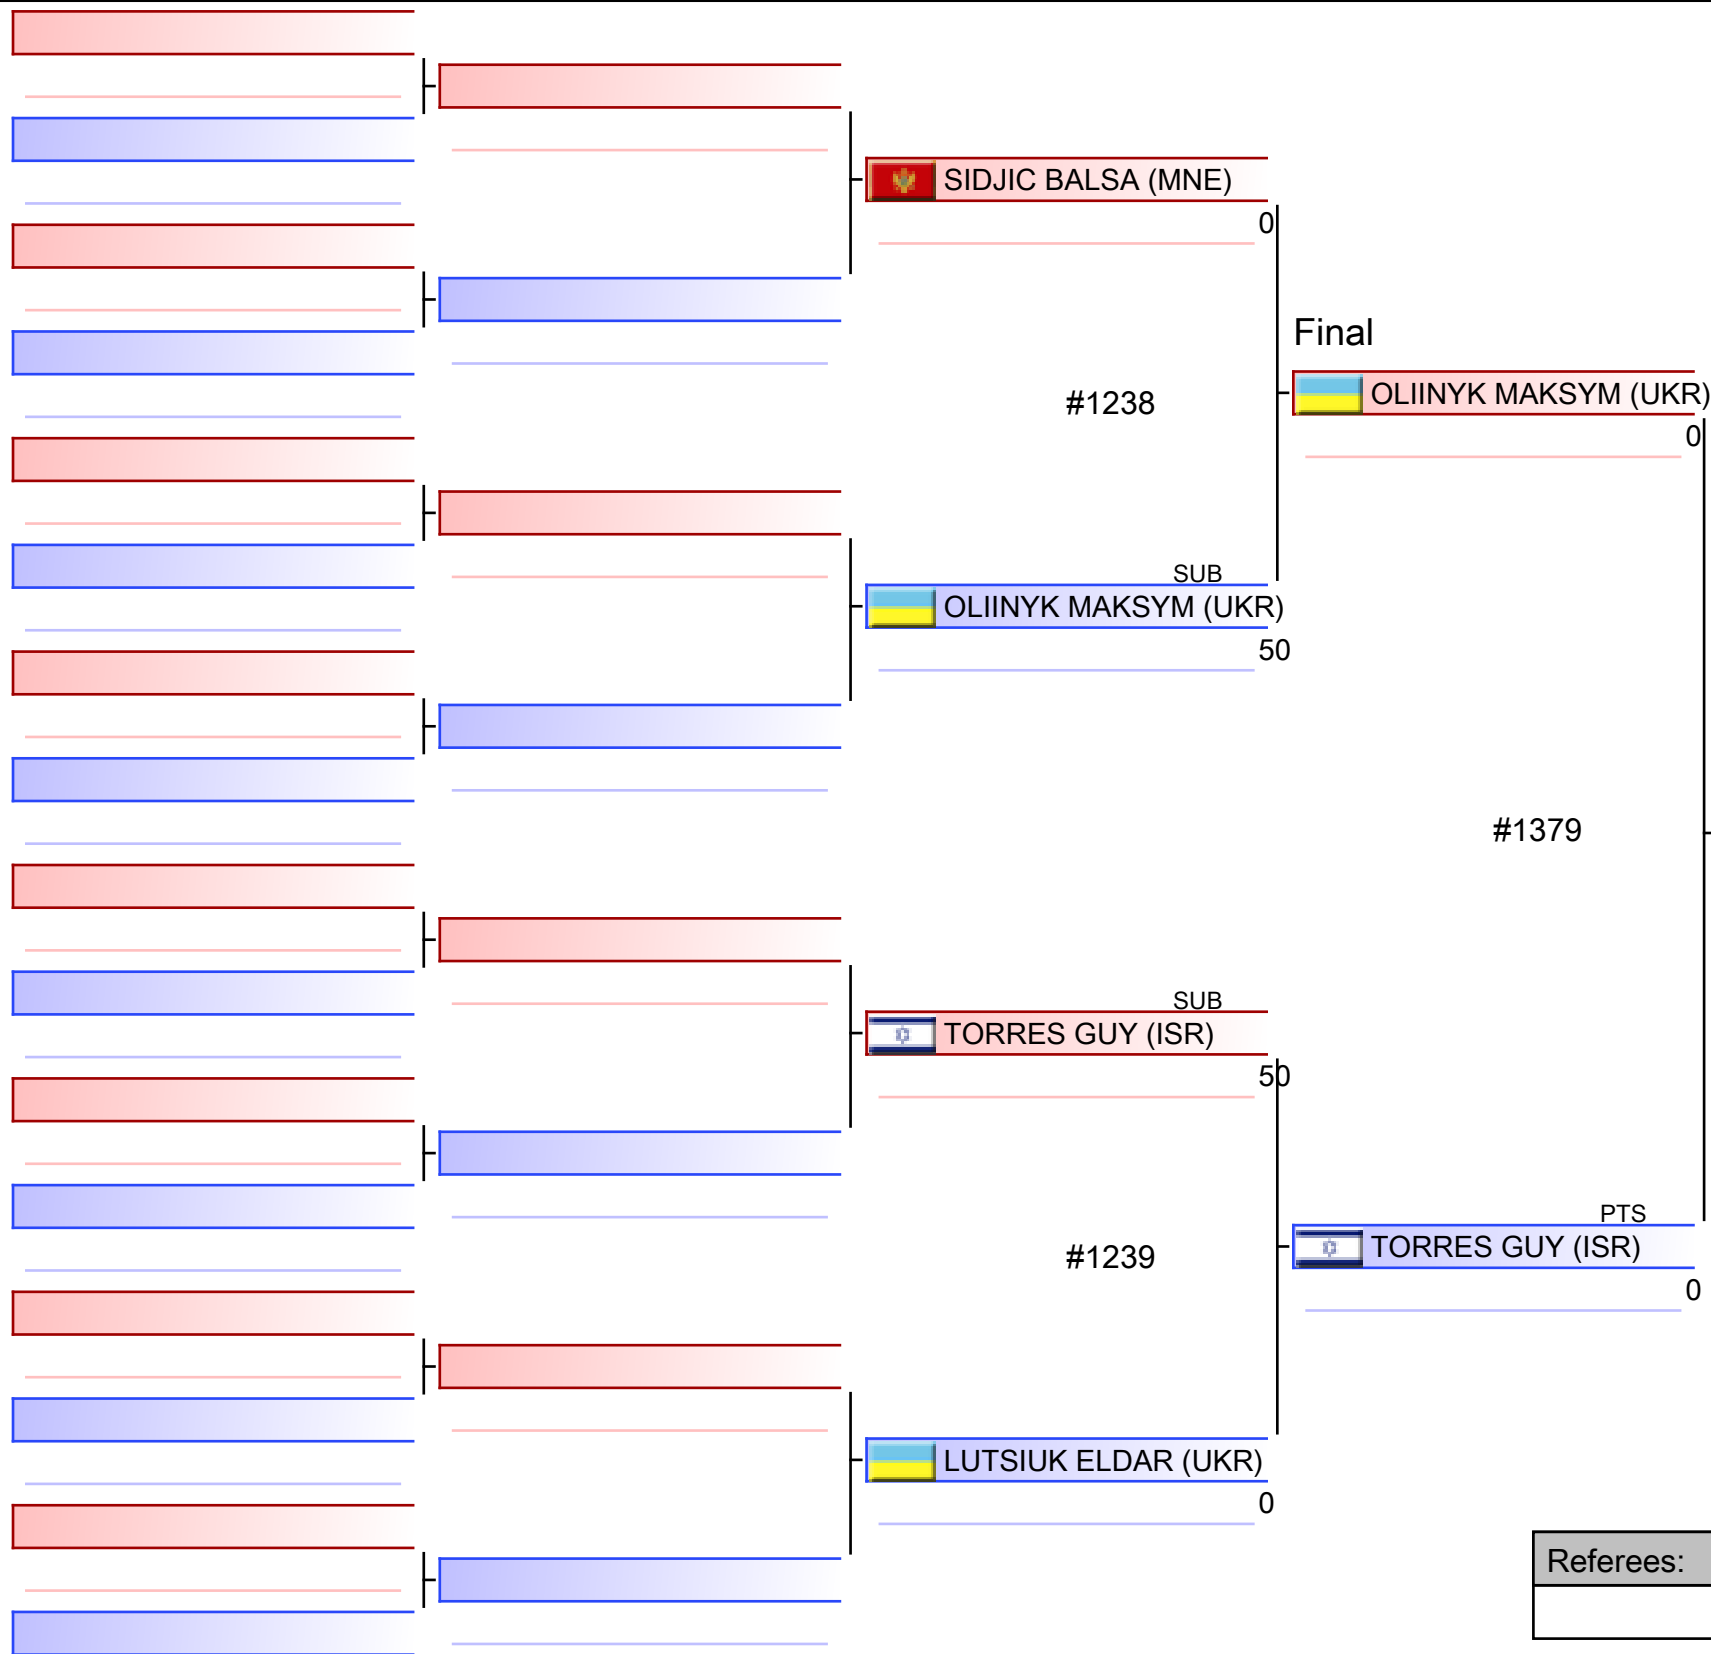 SIDJIC BALSA (MNE)
0
Final
OLIINYK MAKSYM (UKR)
0
#1238
SUB
OLIINYK MAKSYM (UKR)
50
#1379
SUB
TORRES GUY (ISR)
50
PTS
TORRES GUY (ISR)
0
#1239
LUTSIUK ELDAR (UKR)
0
Referees: